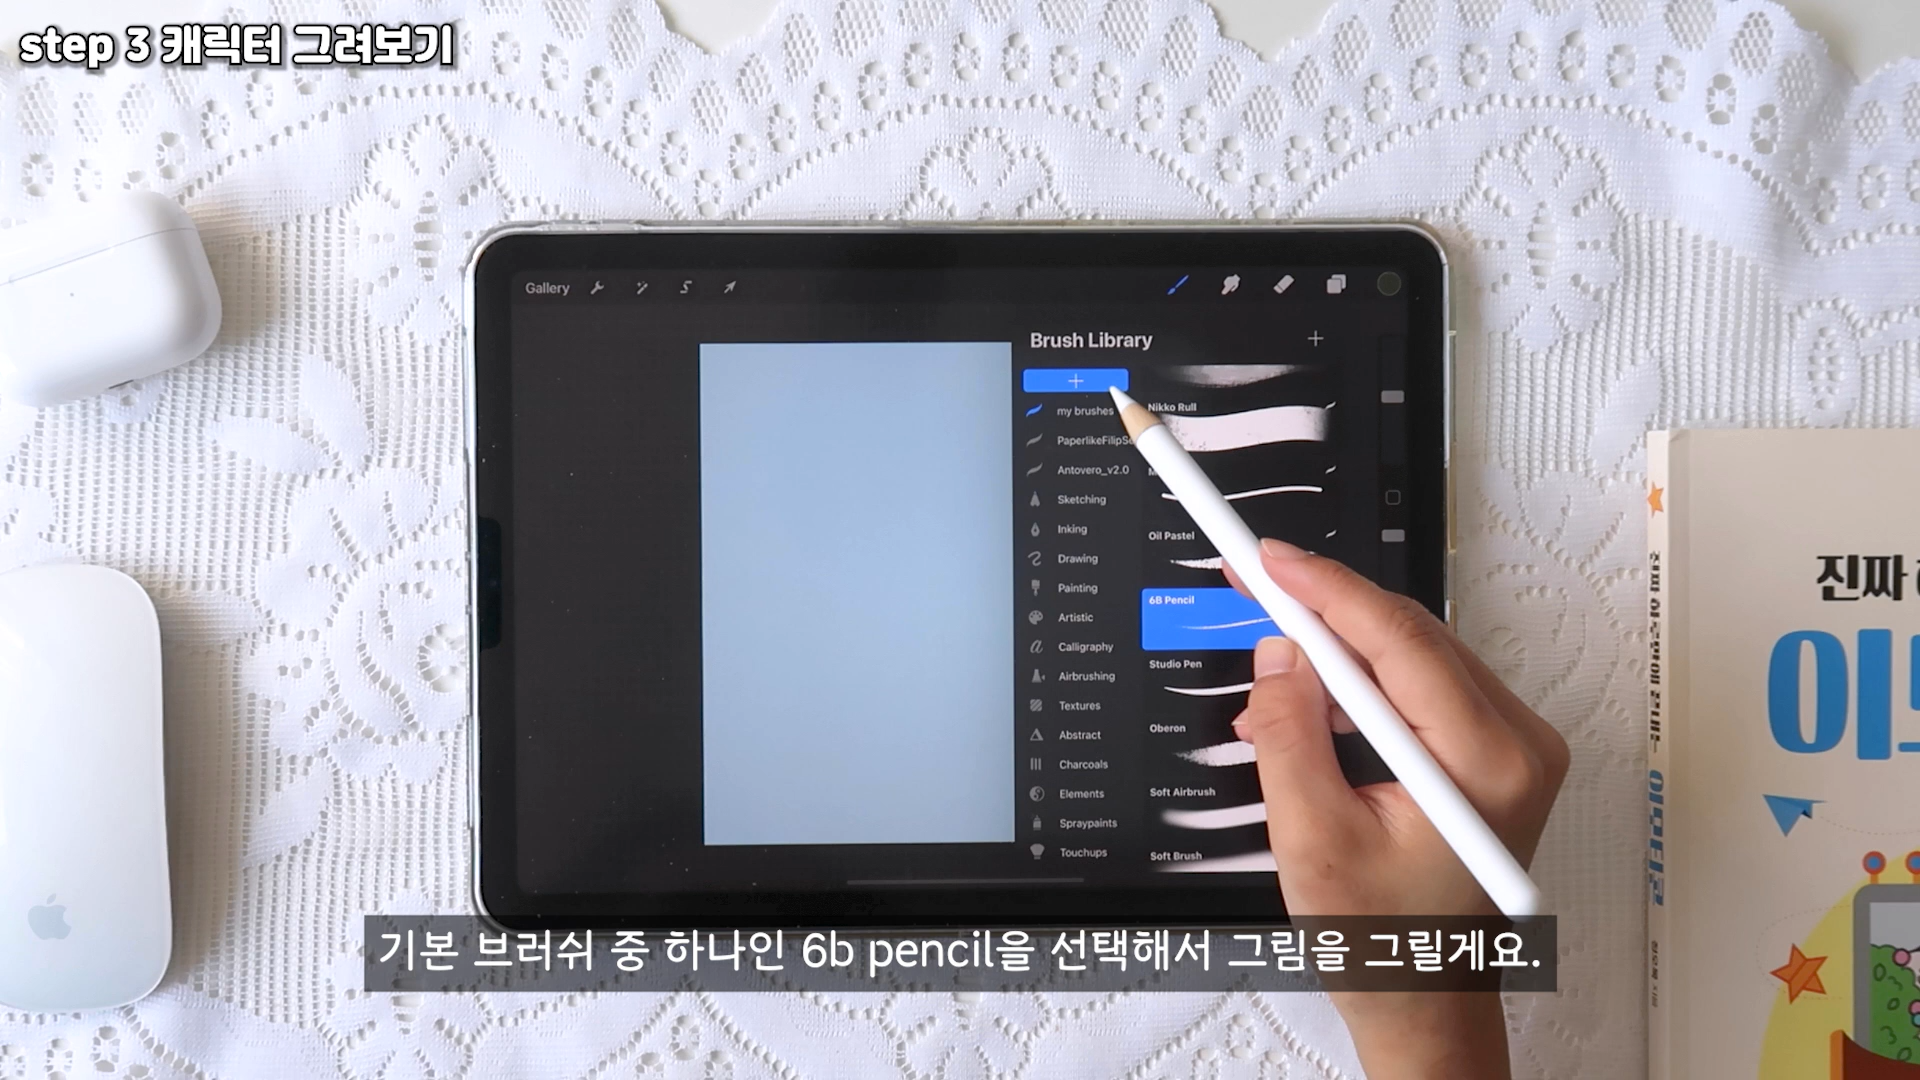 step 3 캐릭터 그려보기
Gallery
Brush Library
my brushes
Antovero_v2.0
Sketching
Inking
Drawing
Painting
Artistic
Calligraphy
Airbrushing
Textures
Abstract
Charcoals
Elements
Spraypaints
Touchups
Nikko Rull
Oil Pastel
6B Pencil
Studio Pen
Oberon
Soft Airbrush
Soft Brush
진짜
이모티콘
기본 브러쉬 중 하나인 6b pencil을 선택해서 그림을 그릴게요.